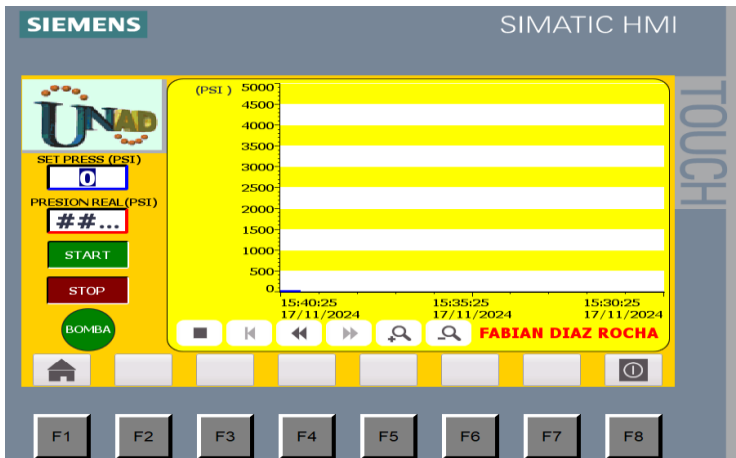 SIEMENS
SIMATIC HMI
TOUCH
UNAD
SET PRESS (PSI)
0
PRESION REAL(PSI)
##...
START
STOP
BOMBA
(PSI)
5000
4500
4000
3500
3000
2500
2000
1500
1000
500
0
15:40:25 15:35:25 15:30:25
17/11/2024 17/11/2024 17/11/2024
FABIAN DIAZ ROCHA
F1 F2 F3 F4 F5 F6 F7 F8